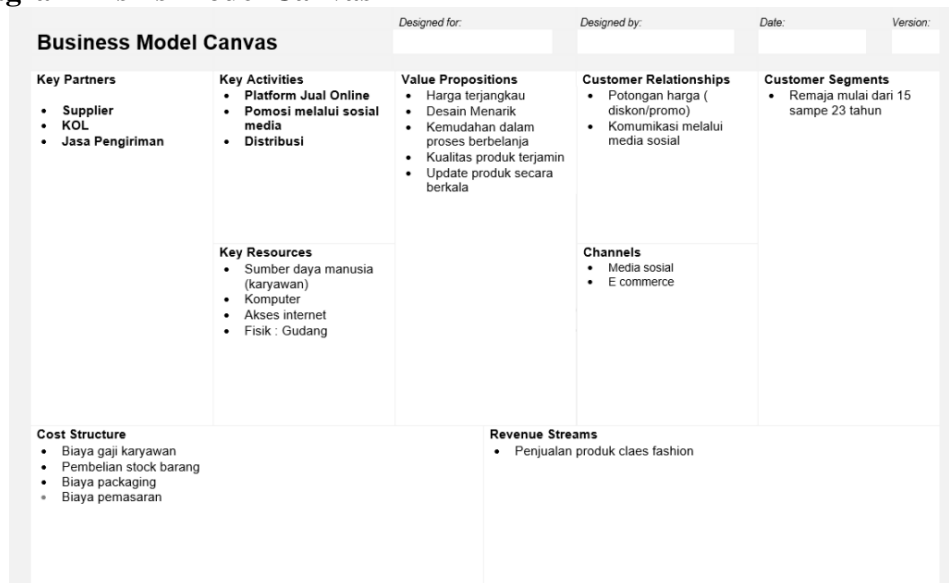 Designed for:
Designed by:
Date:
Version:
Business Model Canvas
Key Partners
• Supplier
• KOL
• Jasa Pengiriman
Key Activities
• Platform Jual Online
• Pomosi melalui sosial
media
• Distribusi
Key Resources
• Sumber daya manusia
(karyawan)
• Komputer
• Akses internet
• Fisik : Gudang
Value Propositions
• Harga terjangkau
• Desain Menarik
• Kemudahan dalam
proses berbelanja
• Kualitas produk terjamin
• Update produk secara
berkala
Customer Relationships
• Potongan harga (
diskon/promo)
• Komumikasi melalui
media sosial
Channels
• Media sosial
• E commerce
Customer Segments
• Remaja mulai dari 15
sampe 23 tahun
Cost Structure
• Biaya gaji karyawan
• Pembelian stock barang
• Biaya packaging
• Biaya pemasaran
Revenue Streams
• Penjualan produk claes fashion